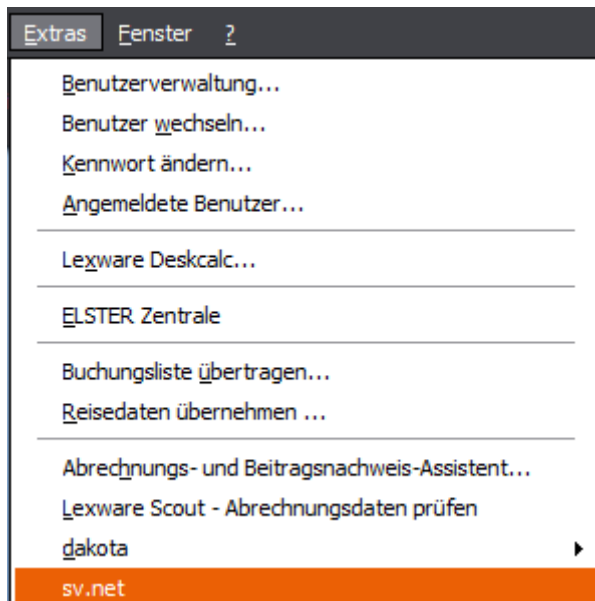 Extras Fenster ?
Benutzerverwaltung...
Benutzer wechseln...
Kennwort ändern...
Angemeldete Benutzer...
Lexware Deskcalc...
ELSTER Zentrale
Buchungsliste übertragen...
Reisedaten übernehmen ...
Abrechnungs- und Beitragsnachweis-Assistent...
Lexware Scout - Abrechnungsdaten prüfen
dakota
sv.net